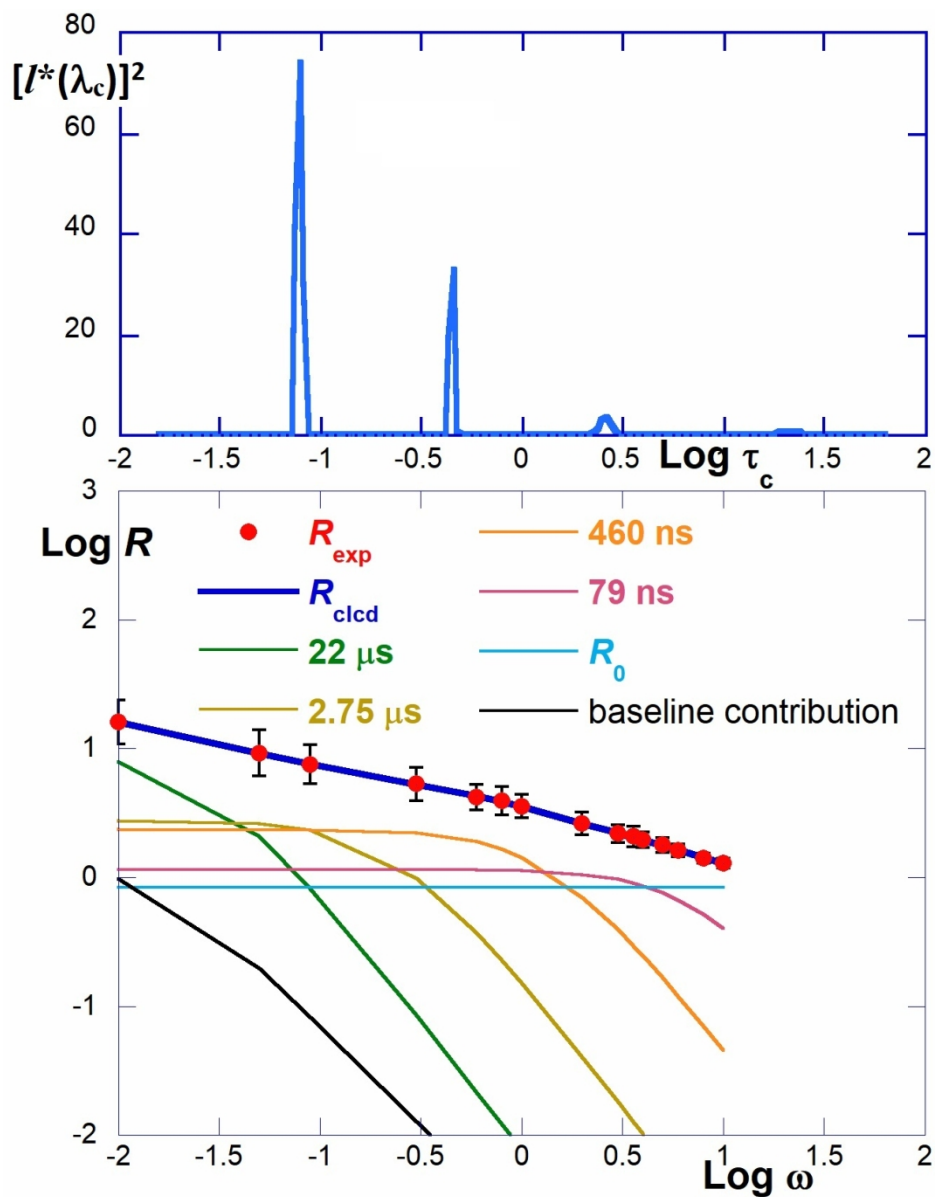 80
[l*(λc)]²
60
40
20
0
-2 -1.5 -1 -0.5 0 0.5 1 1.5 2
Log τc
3
Log R
Rexp
460 ns
Rclcd
79 ns
2
22 μs
R0
2.75 μs
baseline contribution
1
0
-1
-2
-2 -1.5 -1 -0.5 0 0.5 1 1.5 2
Log ω